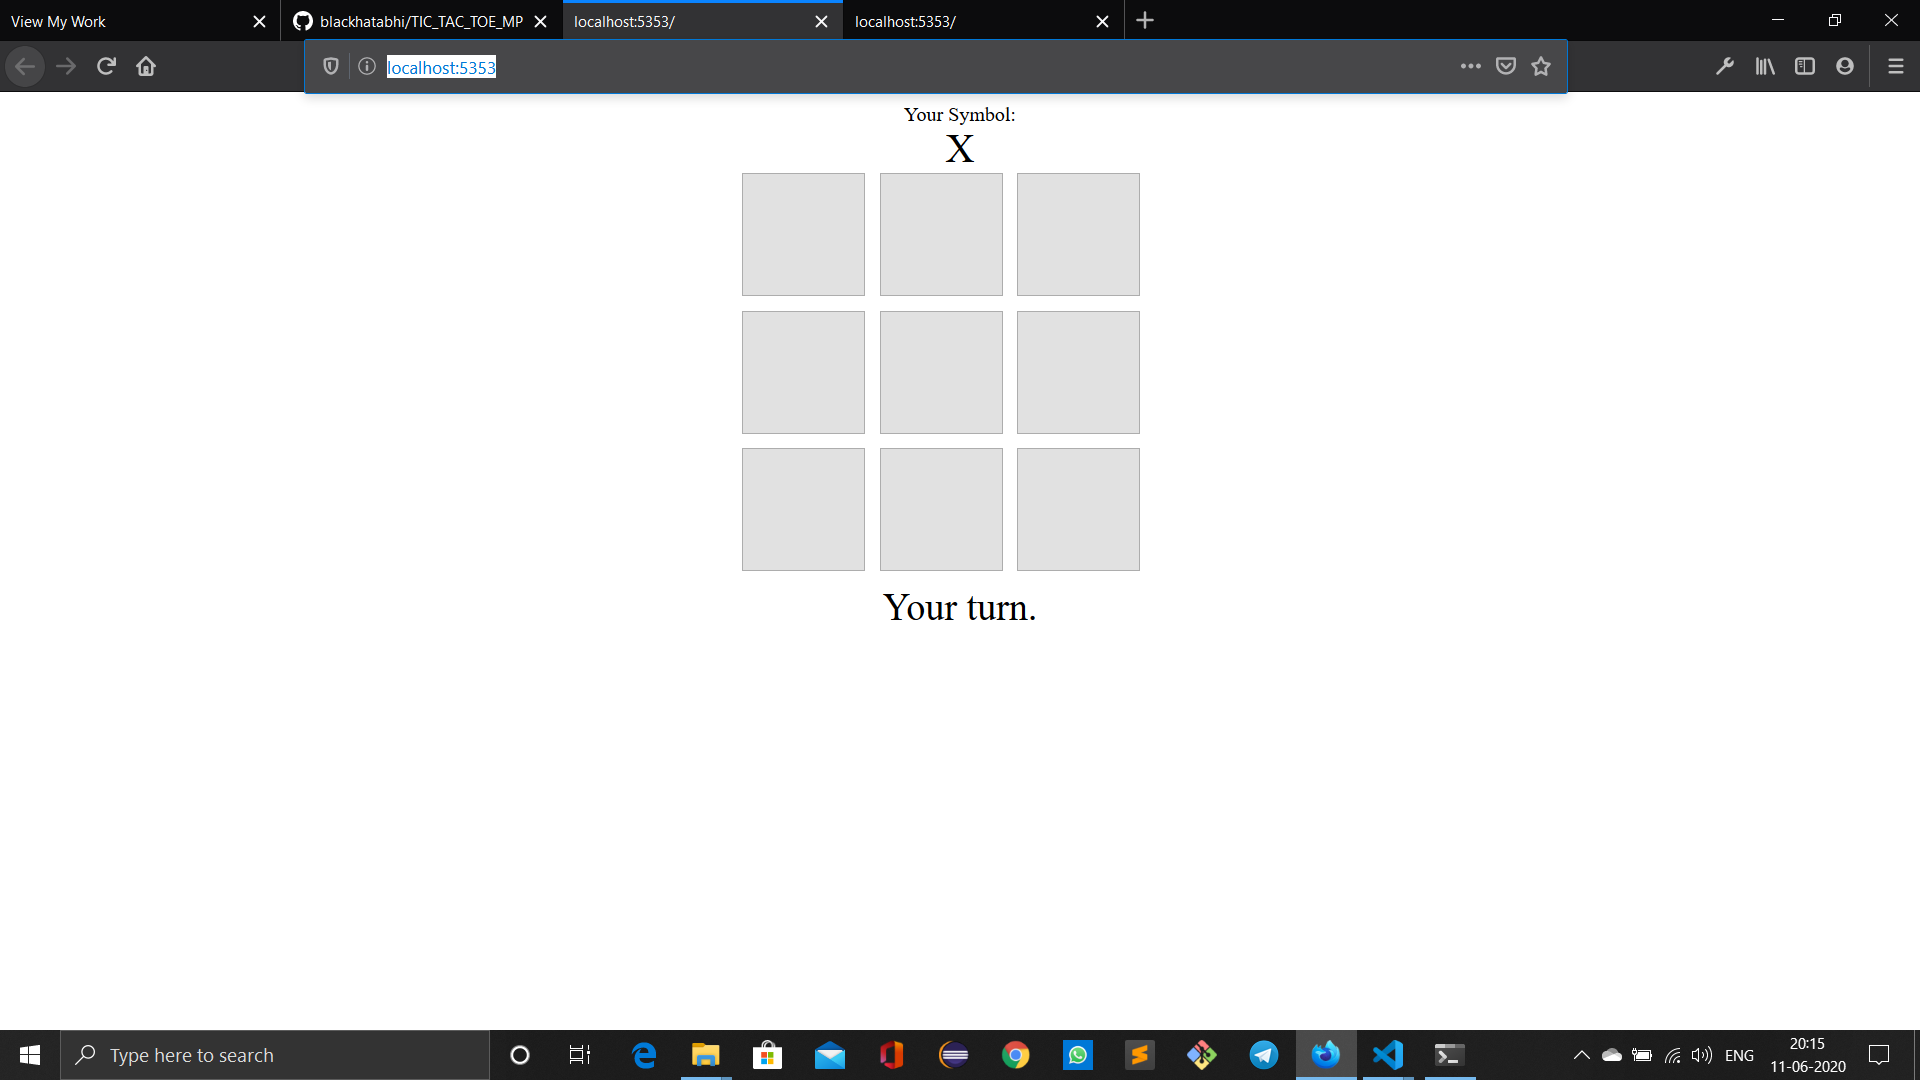 View My Work
blackhatabhi/TIC_TAC_TOE_MP
localhost:5353/
localhost:5353/
localhost:5353
Your Symbol:
X
Your turn.
Type here to search
ENG
20:15
11-06-2020